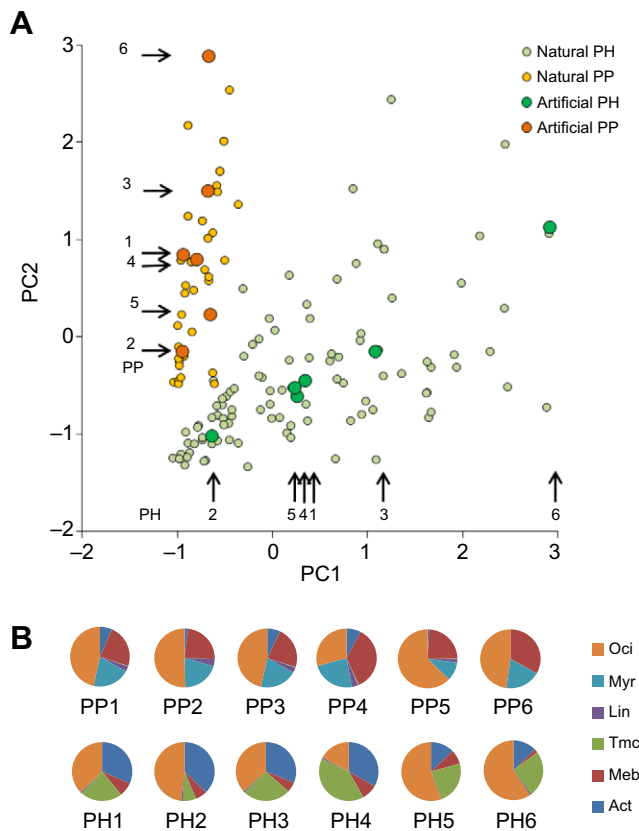 A
3
6
Natural PH
Natural PP
Artificial PH
Artificial PP
2
3
1
1
4
PC2
5
0
2
PP
–1
PH
2
5
4
1
3
6
–2
–2
–1
0
1
2
3
PC1
B
PP1
PP2
PP3
PP4
PP5
PP6
PH1
PH2
PH3
PH4
PH5
PH6
Oci
Myr
Lin
Tmc
Meb
Act